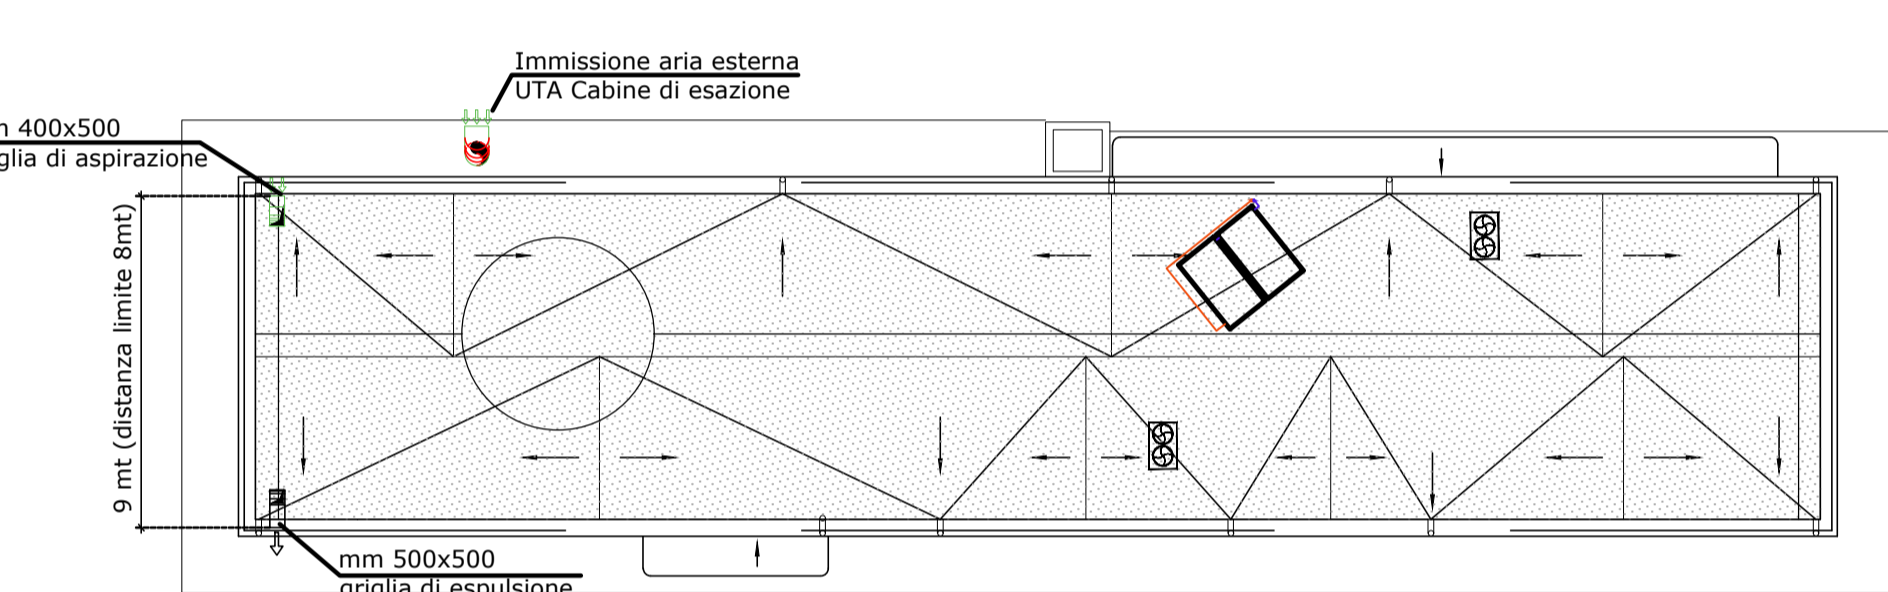 Immissione aria esterna
UTA Cabine di esazione
400x500
di aspirazione
9 mt (distanza limite 8mt)
mm 500x500
griglia di espulsione